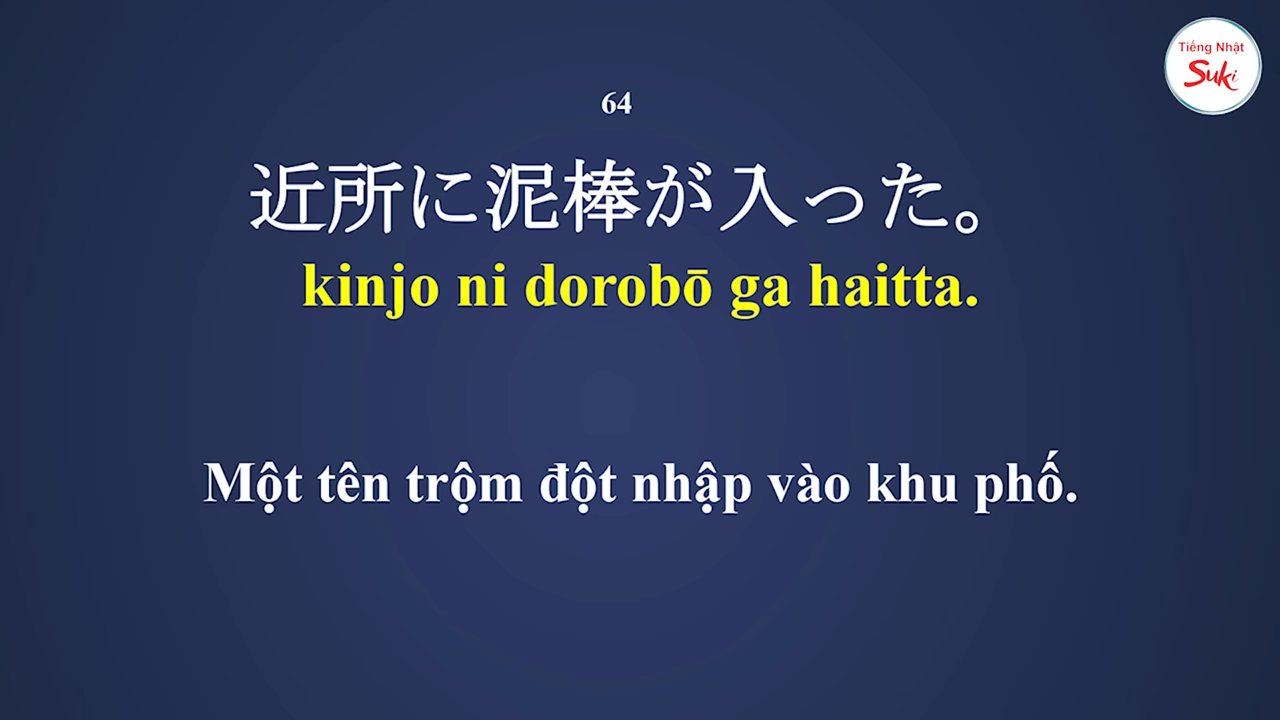 Tiếng Nhật
Suki
64
近所に泥棒が入った。
kinjo ni dorobō ga haitta.
Một tên trộm đột nhập vào khu phố.